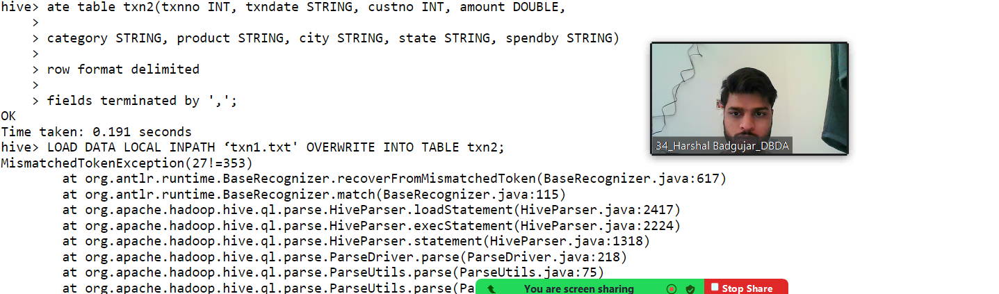 hive> ate table txn2(txnno INT, txndate STRING, custno INT, amount DOUBLE,
    >
    > category STRING, product STRING, city STRING, state STRING, spendby STRING)
    >
    > row format delimited
    >
    > fields terminated by ',';
OK
Time taken: 0.191 seconds
hive> LOAD DATA LOCAL INPATH ‘txn1.txt' OVERWRITE INTO TABLE txn2;
MismatchedTokenException(27!=353)
        at org.antlr.runtime.BaseRecognizer.recoverFromMismatchedToken(BaseRecognizer.java:617)
        at org.antlr.runtime.BaseRecognizer.match(BaseRecognizer.java:115)
        at org.apache.hadoop.hive.ql.parse.HiveParser.loadStatement(HiveParser.java:2417)
        at org.apache.hadoop.hive.ql.parse.HiveParser.execStatement(HiveParser.java:2224)
        at org.apache.hadoop.hive.ql.parse.HiveParser.statement(HiveParser.java:1318)
        at org.apache.hadoop.hive.ql.parse.ParseDriver.parse(ParseDriver.java:218)
        at org.apache.hadoop.hive.ql.parse.ParseUtils.parse(ParseUtils.java:75)
        at org.apache.hadoop.hive.ql.parse.ParseUtils.parse(Pa
34_Harshal Badgujar_DBDA
You are screen sharing
Stop Share